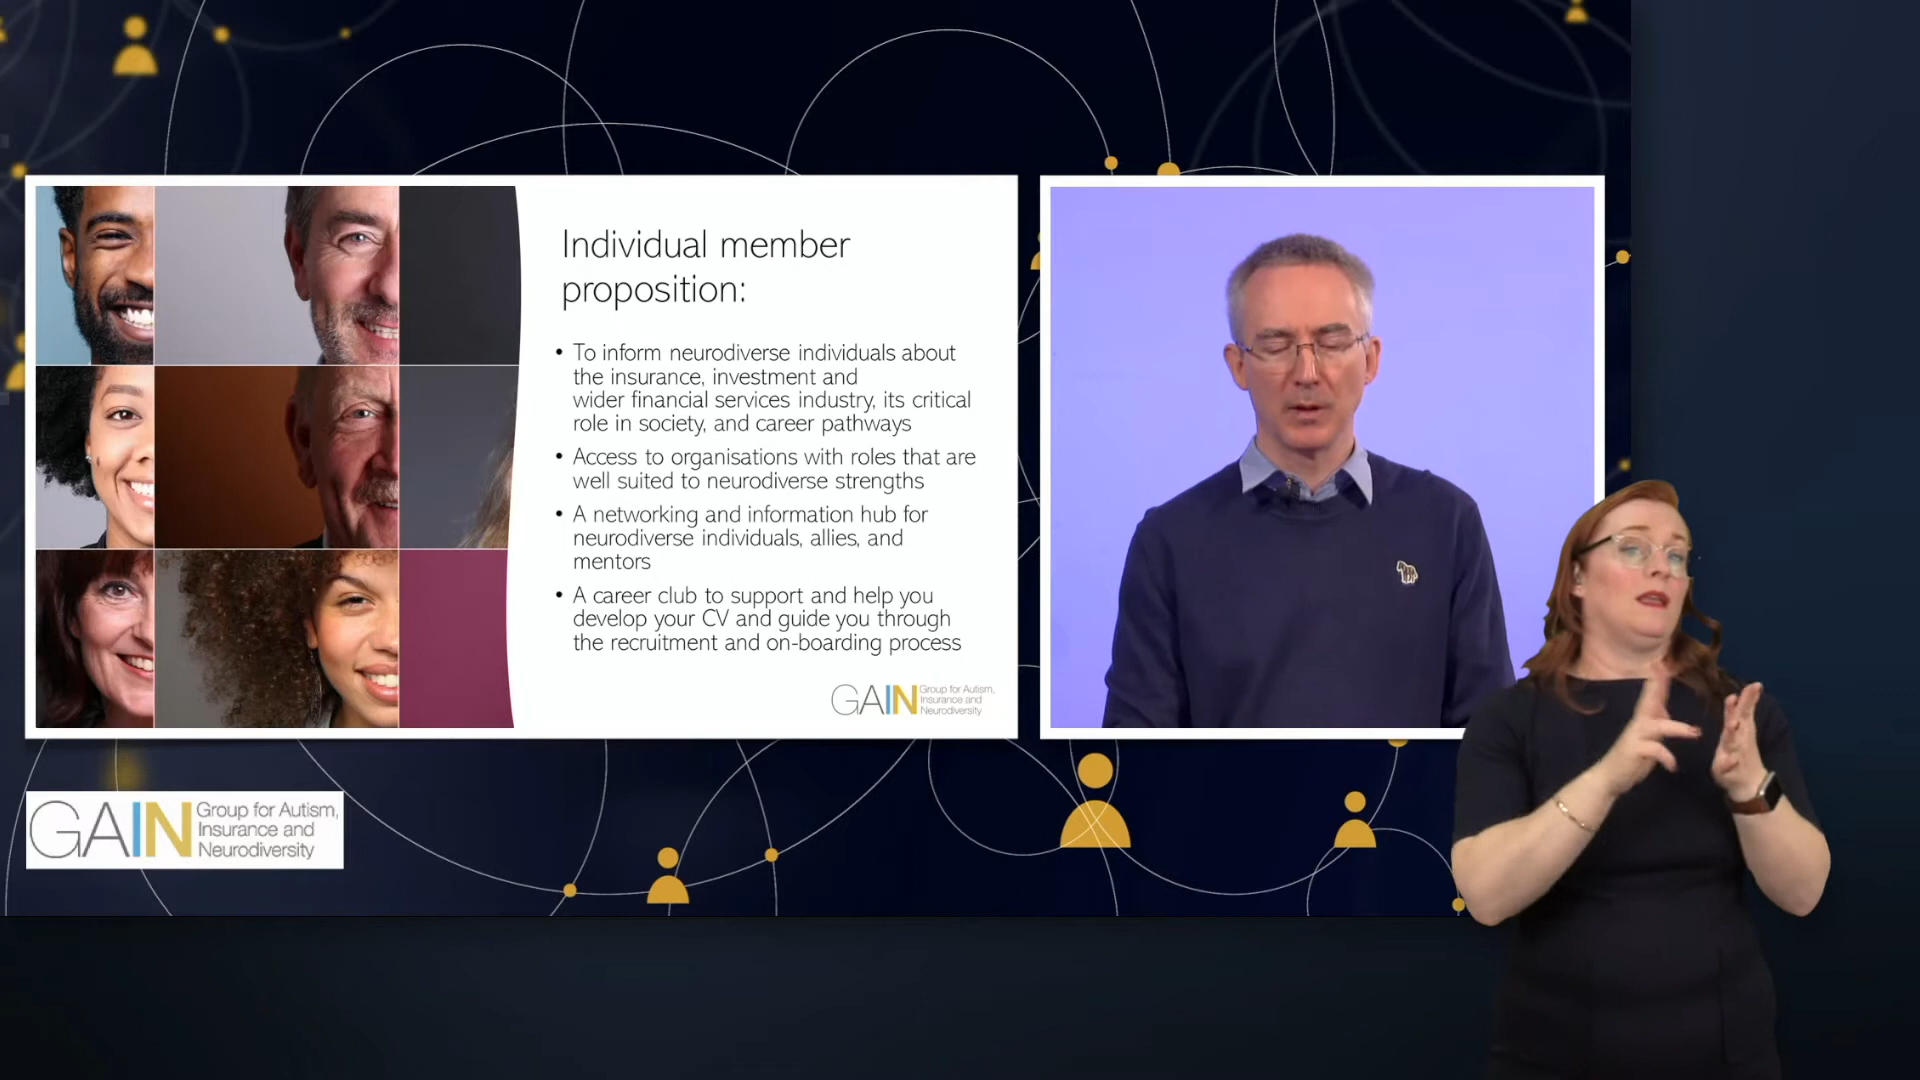 Individual member
proposition:
• To inform neurodiverse individuals about
the insurance, investment and
wider financial services industry, its critical
role in society, and career pathways
• Access to organisations with roles that are
well suited to neurodiverse strengths
• A networking and information hub for
neurodiverse individuals, allies, and
mentors
• A career club to support and help you
develop your CV and guide you through
the recruitment and on-boarding process
GAIN Group for Autism,
Insurance and
Neurodiversity
GAIN Group for Autism,
Insurance and
Neurodiversity